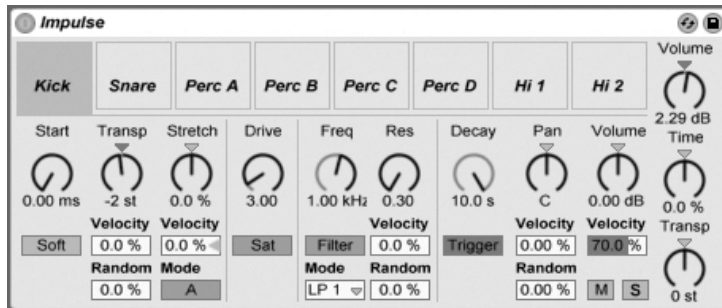 Impulse
Kick Snare Perc A Perc B Perc C Perc D Hi 1 Hi 2
Volume
2.29 dB
Start Transp Stretch Drive Freq Res Decay Pan Volume
Time
0.00 ms -2 st 0.0 % 3.00 1.00 kHz 0.30 10.0 s C 0.00 dB
0.0 %
Velocity Velocity Velocity Velocity Velocity
Transp
Soft 0.0 % 0.0 % Sat Filter 0.0 % Trigger 0.00 % 70.0 %
Random Mode Mode Random Random
0.0 % A LP 1 0.0 % 0.00 % M S
0 st